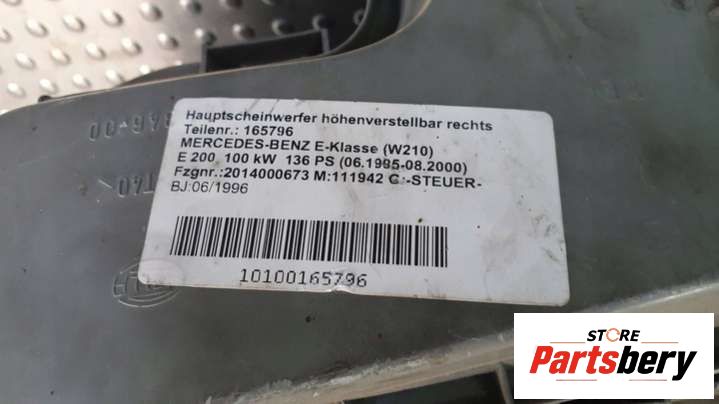 Hauptscheinwerfer höhenverstellbar rechts
Teilenr.: 165796
MERCEDES-BENZ E-Klasse (W210)
E 200 100 kW 136 PS (06.1995-08.2000)
Fzgnr.:2014000673 M:111942 C:-STEUER-
BJ:06/1996
10100165796
STORE
Partsbery